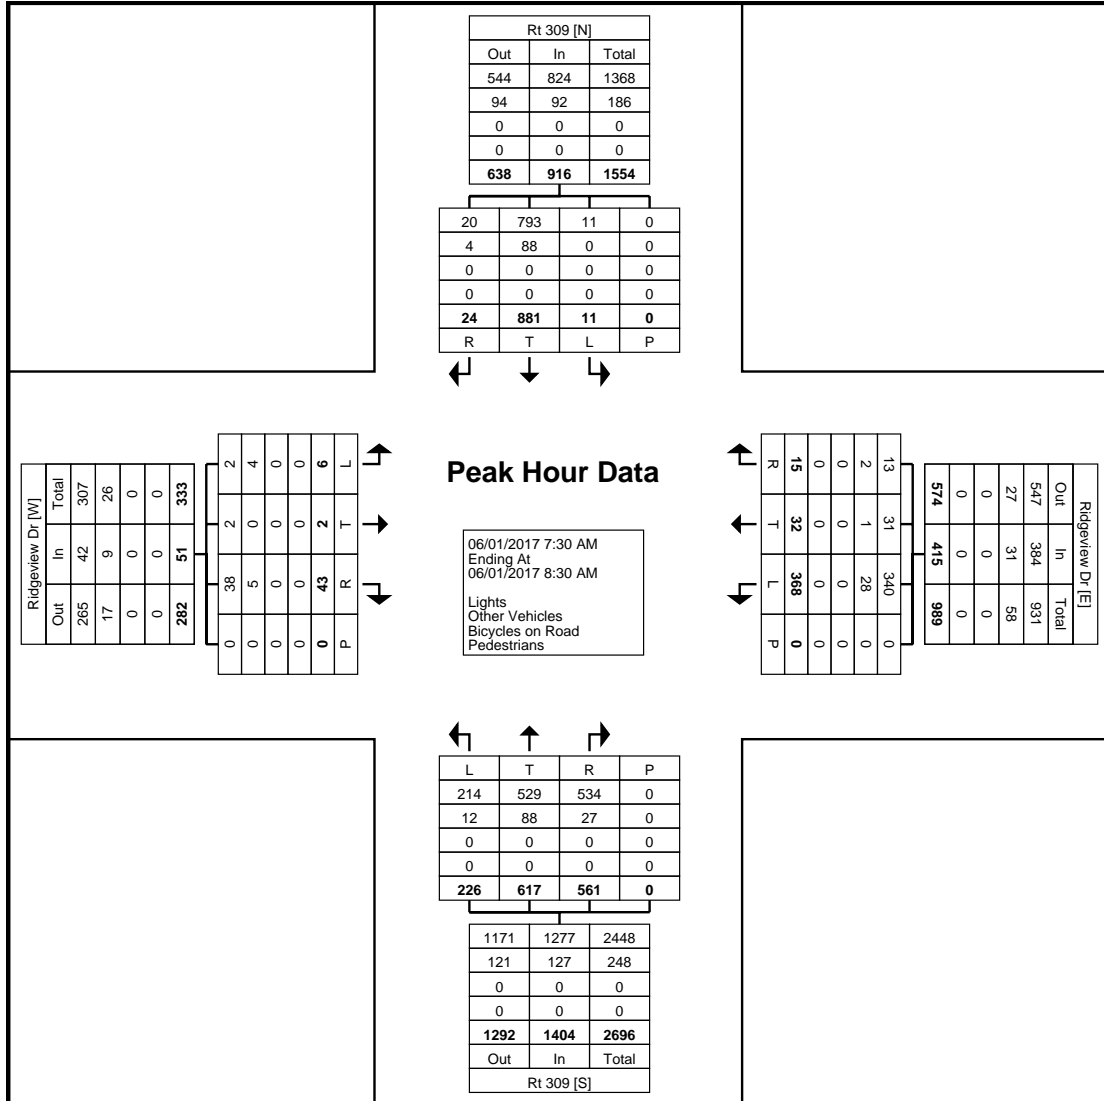 Rt 309 [N]
Out In Total
544 824 1368
94 92 186
0 0 0
0 0 0
638 916 1554
20 793 11 0
4 88 0 0
0 0 0 0
0 0 0 0
24 881 11 0
R T L P
Ridgeview Dr [W]
Total In Out
307 42 265
26 9 17
0 0 0
0 0 0
333 51 282
2 2 38 0
4 0 5 0
0 0 0 0
0 0 0 0
6 2 43 0
L T R P
Peak Hour Data
06/01/2017 7:30 AM
Ending At
06/01/2017 8:30 AM
Lights
Other Vehicles
Bicycles on Road
Pedestrians
R T L P
15 32 368 0
0 0 0 0
0 0 0 0
2 1 28 0
13 31 340 0
Ridgeview Dr [E]
Out In Total
547 384 931
27 31 58
0 0 0
0 0 0
574 415 989
L T R P
214 529 534 0
12 88 27 0
0 0 0 0
0 0 0 0
226 617 561 0
1171 1277 2448
121 127 248
0 0 0
0 0 0
1292 1404 2696
Out In Total
Rt 309 [S]